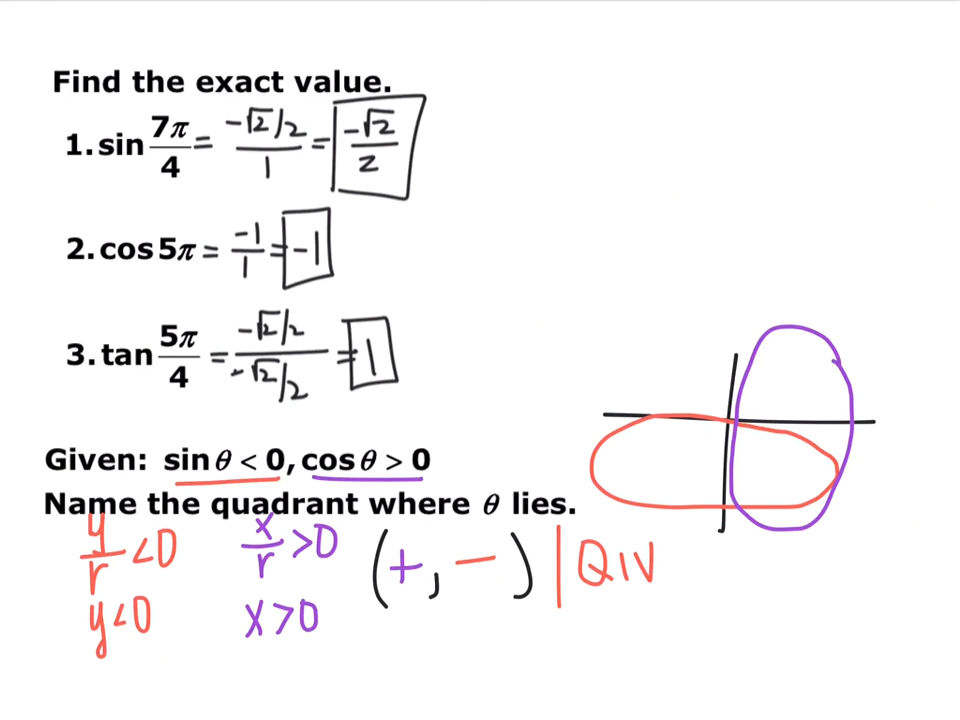 Find the exact value.
1. sin 7π/4 = (-√2/2)/1 = -√2/2
2. cos 5π = -1/1 = -1
3. tan 5π/4 = (-√2/2)/(-√2/2) = 1
Given: sin θ < 0, cos θ > 0
Name the quadrant where θ lies.
y/r < 0 x/r > 0 (+, -) | QIV
y < 0 x > 0